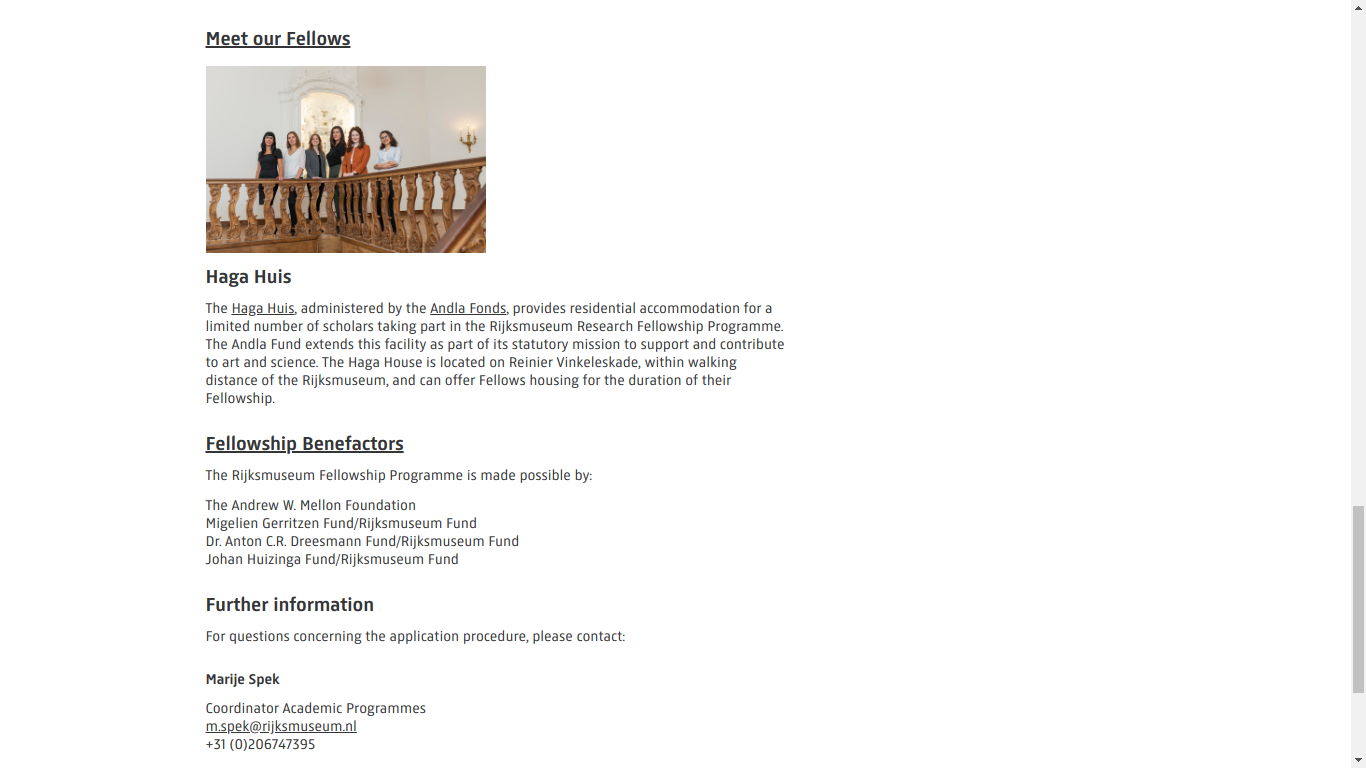 Meet our Fellows
Haga Huis
The Haga Huis, administered by the Andla Fonds, provides residential accommodation for a
limited number of scholars taking part in the Rijksmuseum Research Fellowship Programme.
The Andla Fund extends this facility as part of its statutory mission to support and contribute
to art and science. The Haga House is located on Reinier Vinkeleskade, within walking
distance of the Rijksmuseum, and can offer Fellows housing for the duration of their
Fellowship.
Fellowship Benefactors
The Rijksmuseum Fellowship Programme is made possible by:
The Andrew W. Mellon Foundation
Migelien Gerritzen Fund/Rijksmuseum Fund
Dr. Anton C.R. Dreesmann Fund/Rijksmuseum Fund
Johan Huizinga Fund/Rijksmuseum Fund
Further information
For questions concerning the application procedure, please contact:
Marije Spek
Coordinator Academic Programmes
m.spek@rijksmuseum.nl
+31 (0)206747395